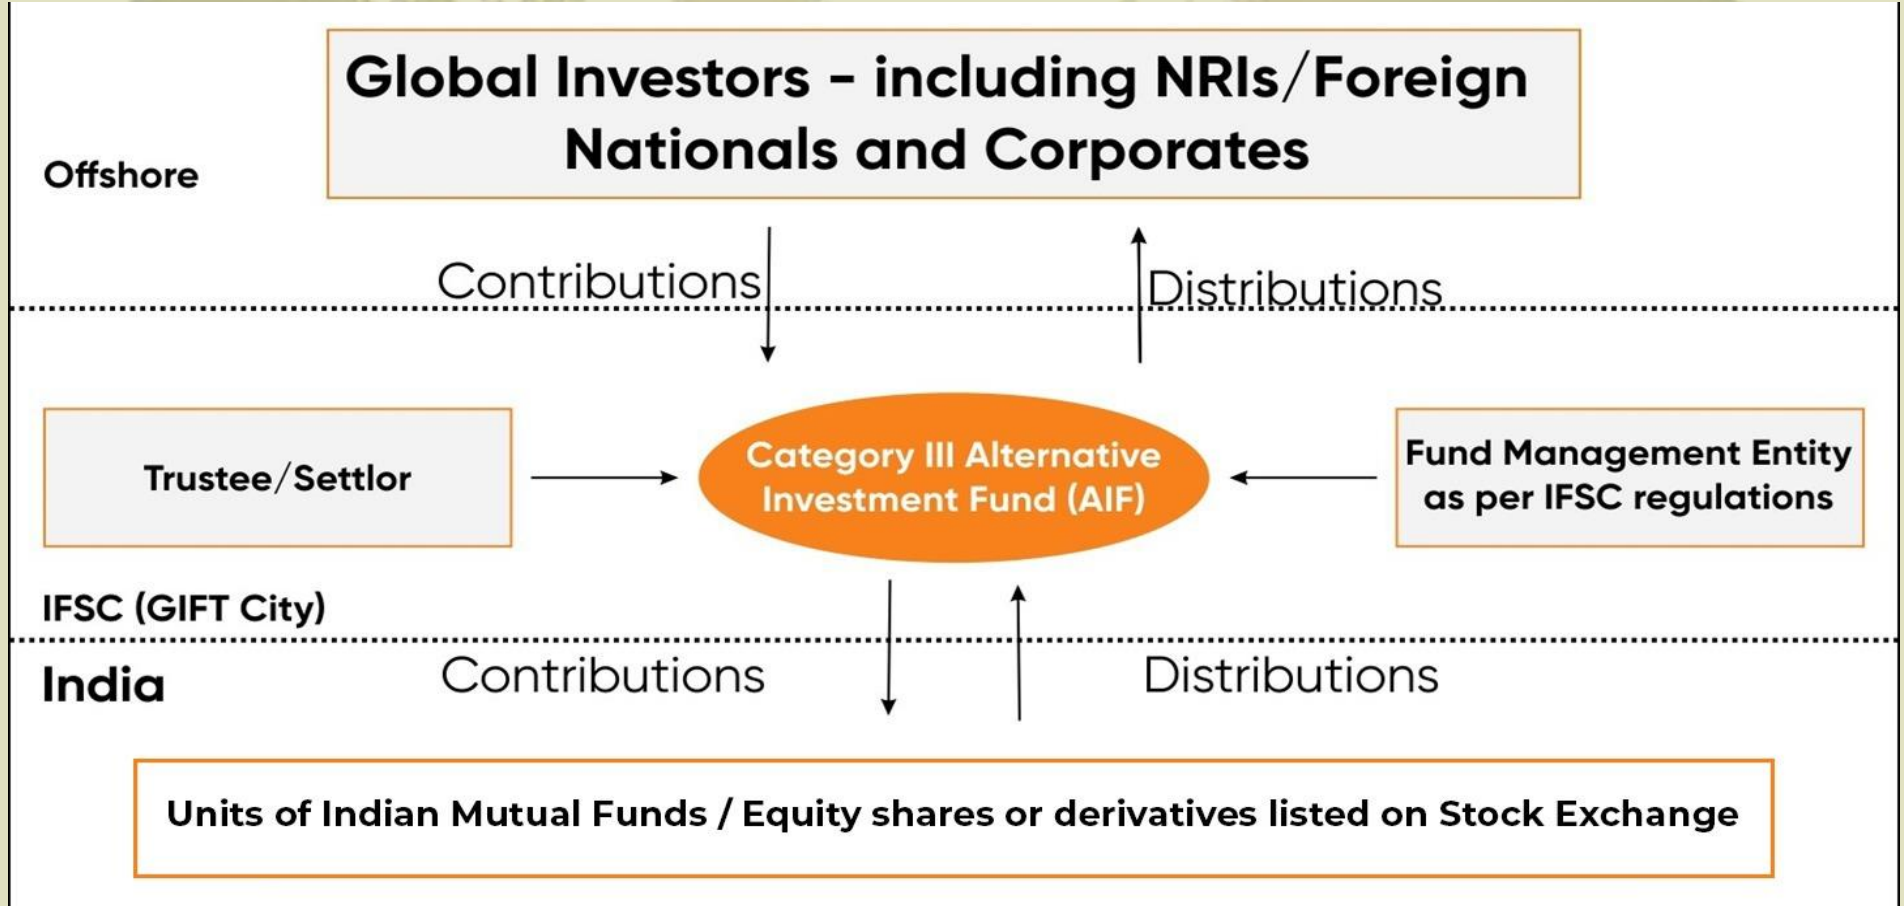 Global Investors - including NRIs/Foreign
Nationals and Corporates
Offshore
Contributions
Distributions
Trustee/Settlor
Category III Alternative
Investment Fund (AIF)
Fund Management Entity
as per IFSC regulations
IFSC (GIFT City)
India
Contributions
Distributions
Units of Indian Mutual Funds / Equity shares or derivatives listed on Stock Exchange